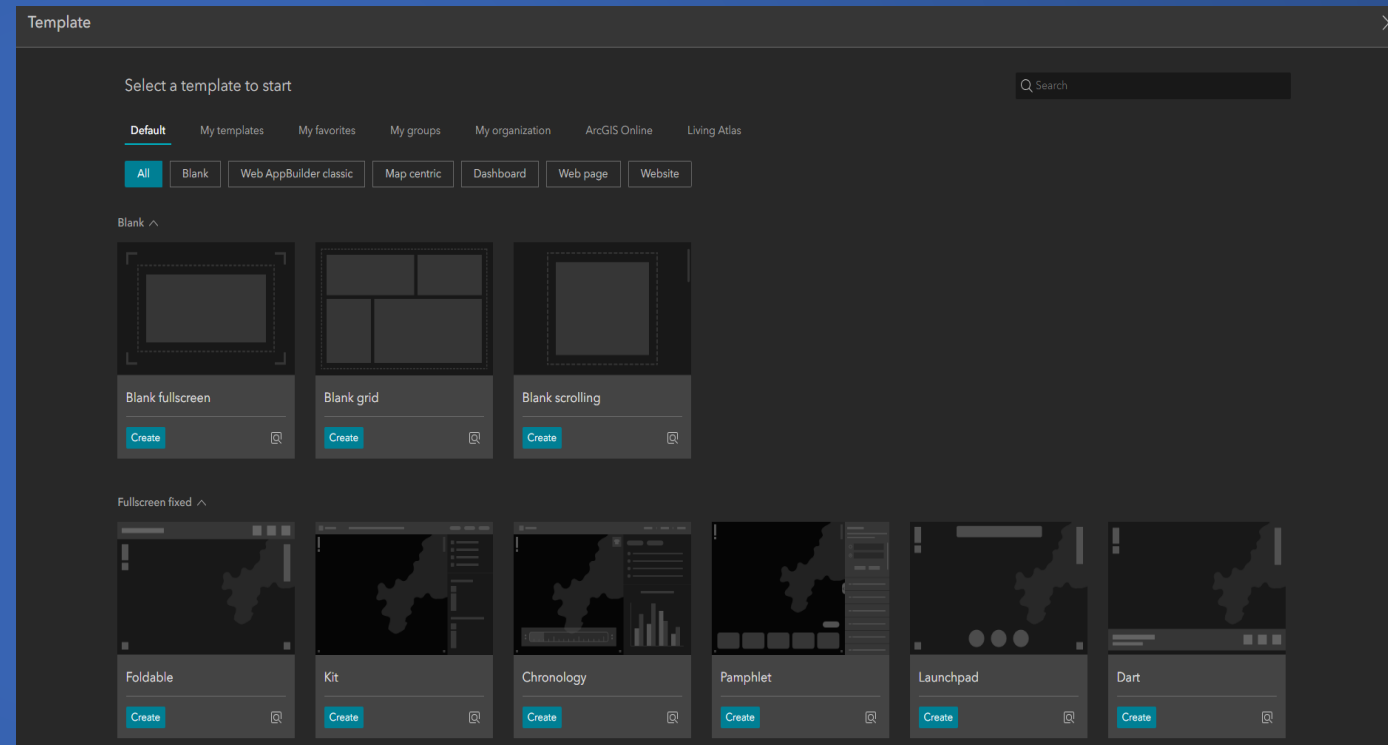 Template
Select a template to start
Search
Default My templates My favorites My groups My organization ArcGIS Online Living Atlas
All Blank Web AppBuilder classic Map centric Dashboard Web page Website
Blank
Blank fullscreen Blank grid Blank scrolling
Create Create Create
Fullscreen fixed
Foldable Kit Chronology Pamphlet Launchpad Dart
Create Create Create Create Create Create